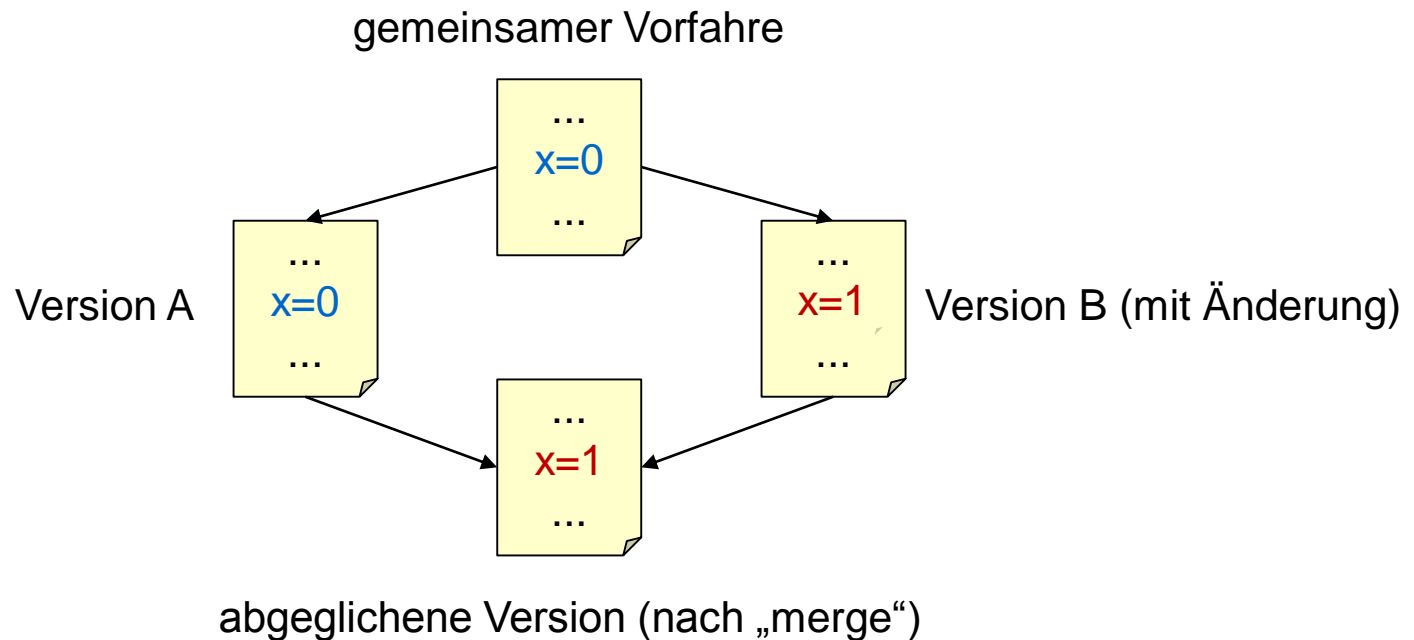 gemeinsamer Vorfahre
...
x=0
...
Version A
...
x=0
...
...
x=1
...
Version B (mit Änderung)
...
x=1
...
abgeglichene Version (nach „merge“)